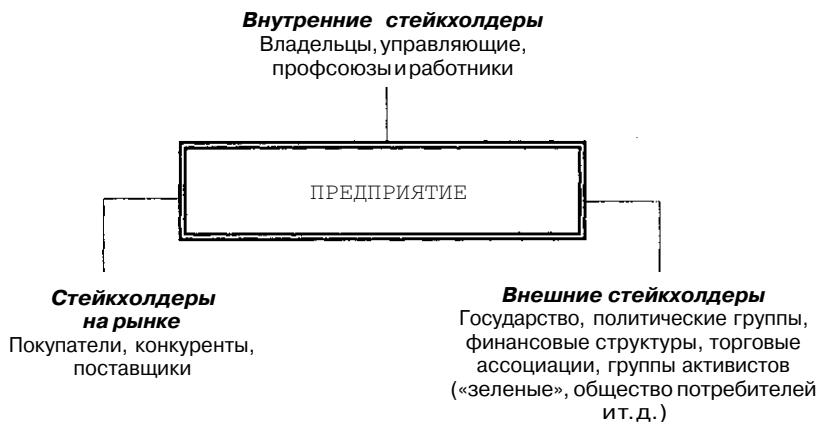 Внутренние стейкхолдеры
Владельцы, управляющие,
профсоюзы и работники
ПРЕДПРИЯТИЕ
Стейкхолдеры
на рынке
Покупатели, конкуренты,
поставщики
Внешние стейкхолдеры
Государство, политические группы,
финансовые структуры, торговые
ассоциации, группы активистов
(«зеленые», общество потребителей
и т. д. )